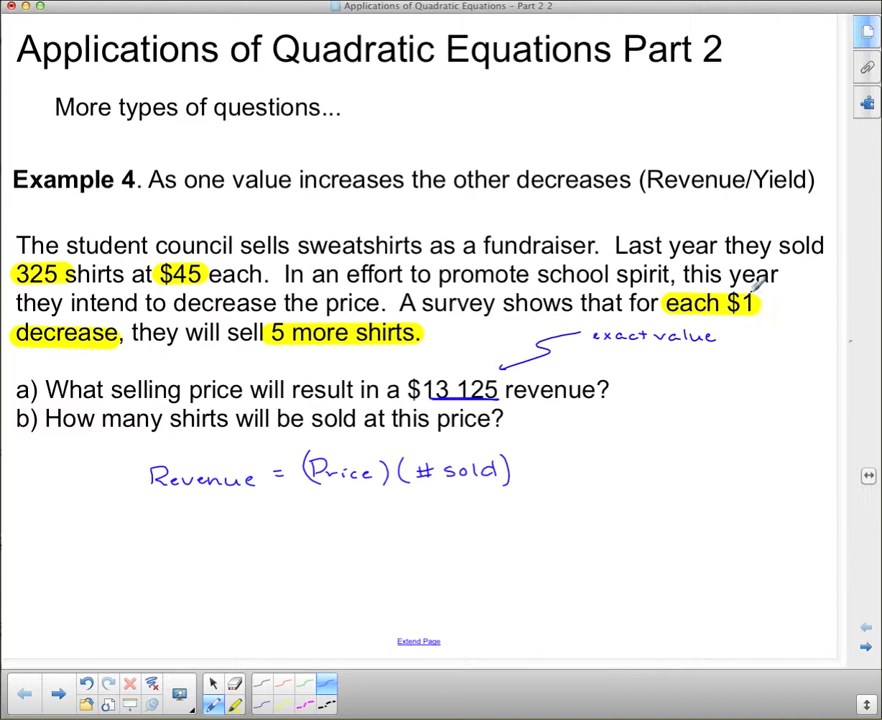 Applications of Quadratic Equations - Part 2 2
Applications of Quadratic Equations Part 2
More types of questions...
Example 4. As one value increases the other decreases (Revenue/Yield)
The student council sells sweatshirts as a fundraiser. Last year they sold
325 shirts at $45 each. In an effort to promote school spirit, this year
they intend to decrease the price. A survey shows that for each $1
decrease, they will sell 5 more shirts.
exact value
a) What selling price will result in a $13 125 revenue?
b) How many shirts will be sold at this price?
Revenue = (Price)(# sold)
Extend Page